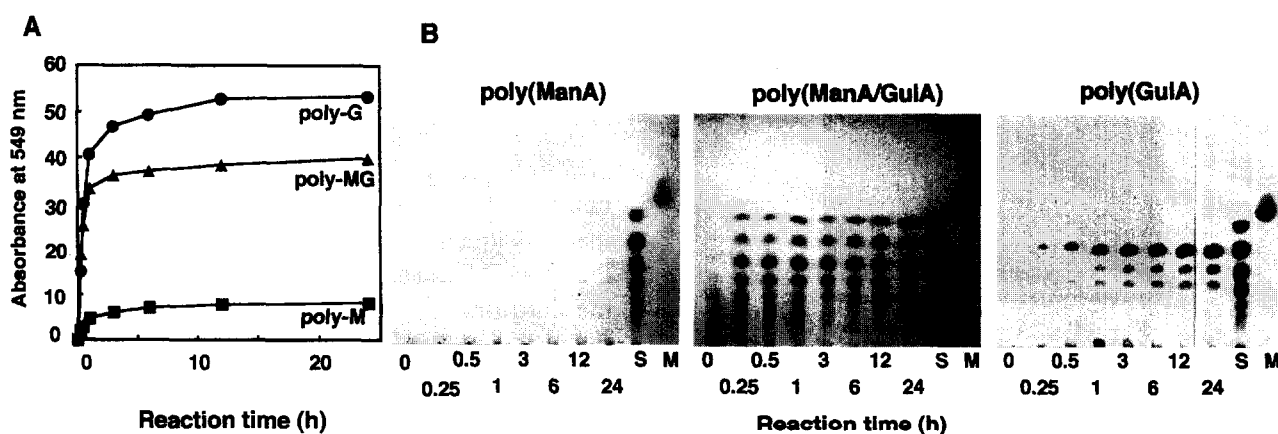 A
Absorbance at 549 nm
60
50
40
30
20
10
0
poly-G
poly-MG
poly-M
0 10 20
Reaction time (h)
B
poly(ManA) poly(ManA/GulA) poly(GulA)
0 0.5 3 12 S M
0.25 1 6 24
0 0.5 3 12 S M
0.25 1 6 24
0 0.5 3 12 S M
0.25 1 6 24
Reaction time (h)